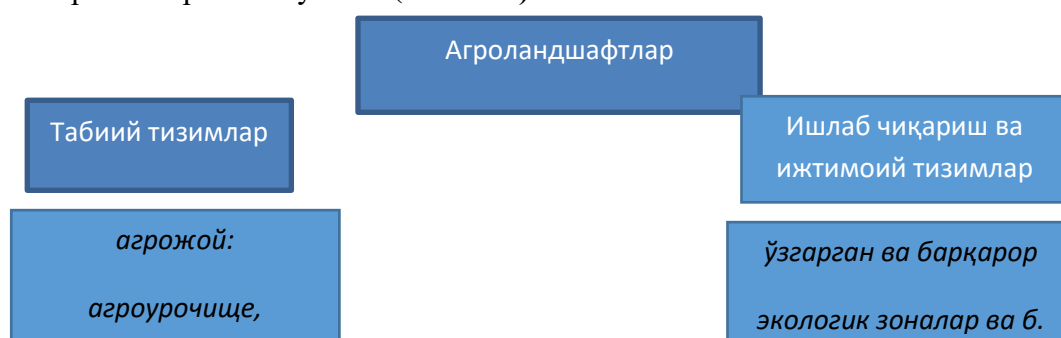 Агроландшафтлар
Табиий тизимлар
Ишлаб чиқариш ва
ижтимоий тизимлар
агрожой:
агроурочище,
ўзгарган ва барқарор
экологик зоналар ва б.